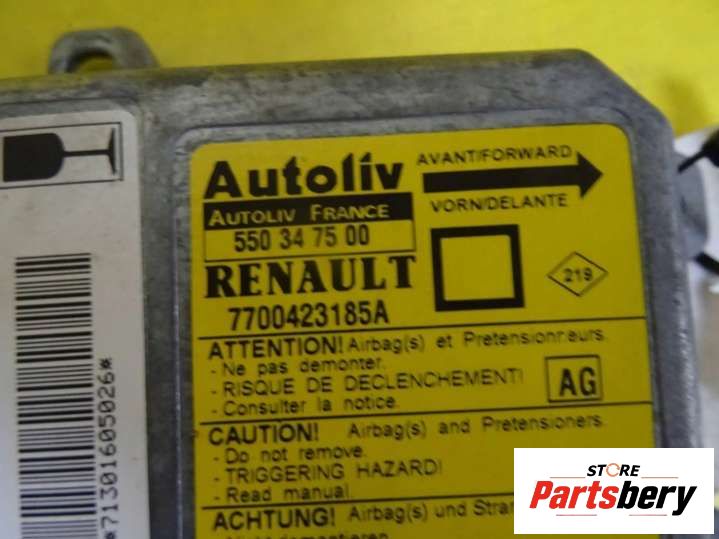 Autoliv
AVANT/FORWARD
AUTOLIV FRANCE
VORN/DELANTE
550 34 75 00
RENAULT
219
7700423185A
ATTENTION! Airbag(s) et Pretensionneurs.
- Ne pas demonter.
- RISQUE DE DECLENCHEMENT!
- Consulter la notice.
AG
CAUTION! Airbag(s) and Pretensioners.
- Do not remove.
- TRIGGERING HAZARD!
- Read manual.
ACHTUNG! Airbag(s) und
*71301605026*
STORE
Partsbery